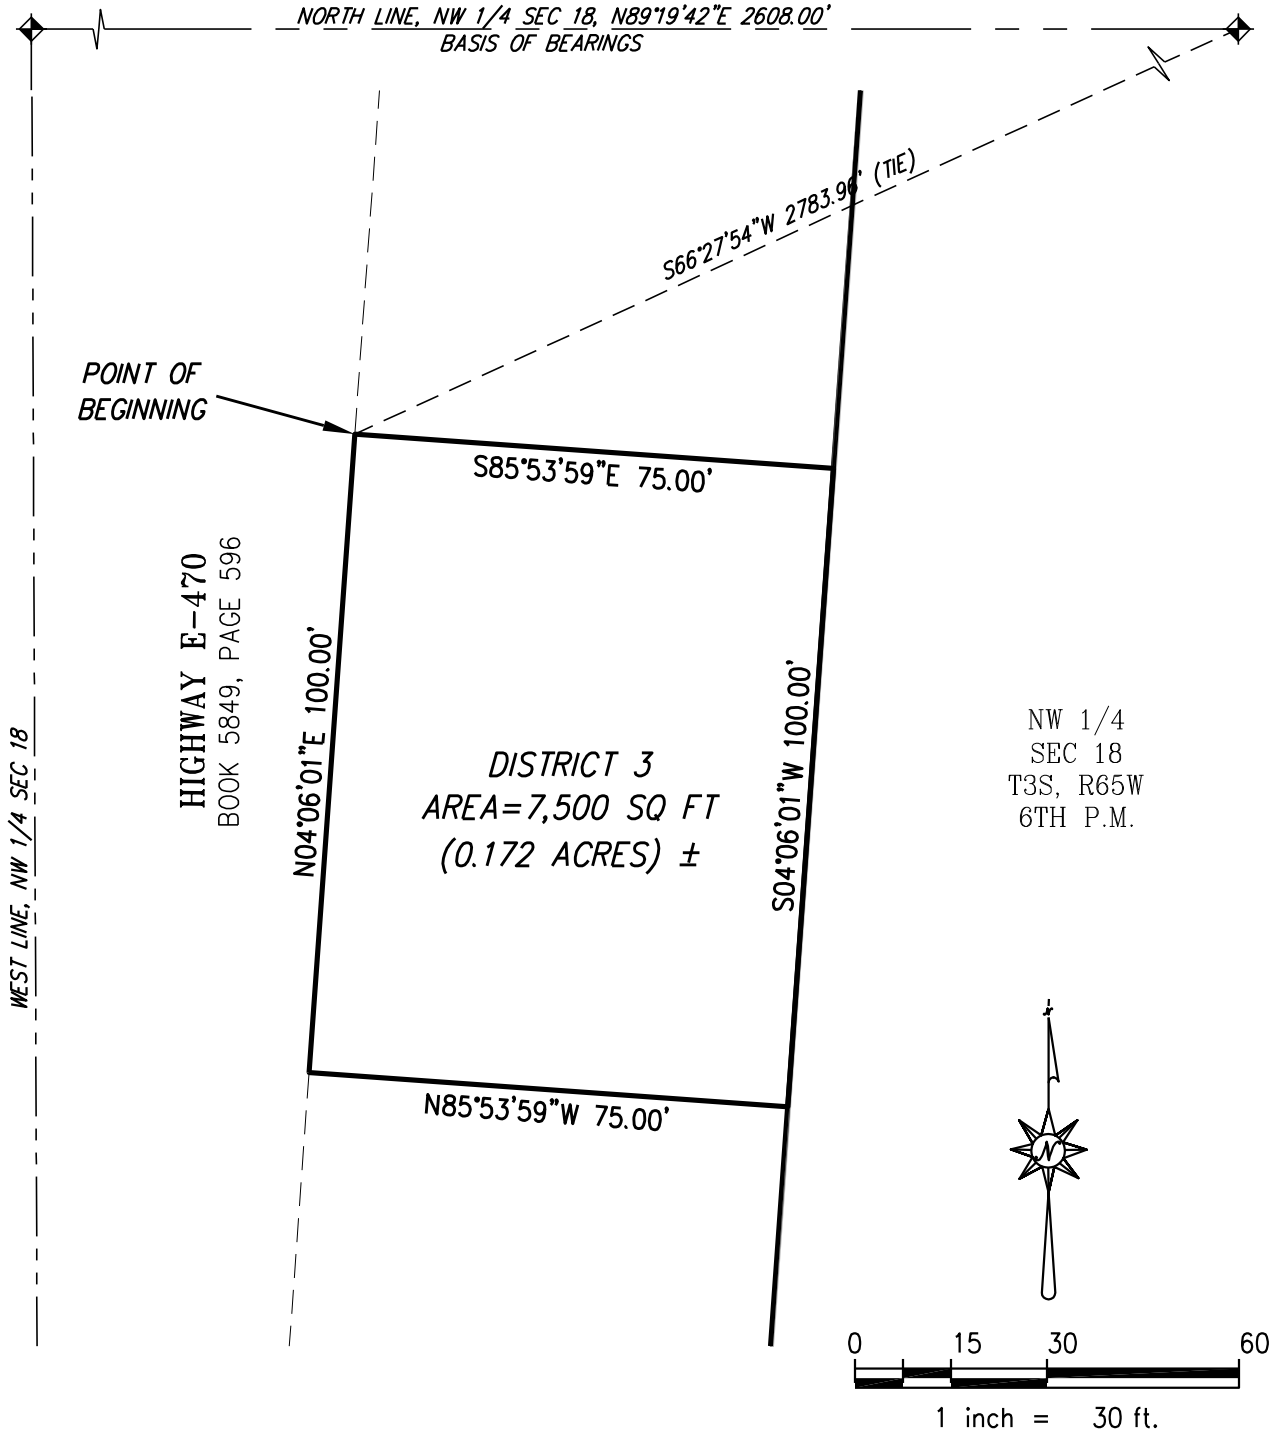 NORTH LINE, NW 1/4 SEC 18, N89°19'42"E 2608.00'
BASIS OF BEARINGS
S66°27'54"W 2783.96' (TIE)
POINT OF
BEGINNING
S85°53'59"E 75.00'
HIGHWAY E-470
BOOK 5849, PAGE 596
N04°06'01"E 100.00'
S04°06'01"W 100.00'
DISTRICT 3
AREA=7,500 SQ FT
(0.172 ACRES) ±
NW 1/4
SEC 18
T3S, R65W
6TH P.M.
WEST LINE, NW 1/4 SEC 18
N85°53'59"W 75.00'
N
0 15 30 60
1 inch = 30 ft.